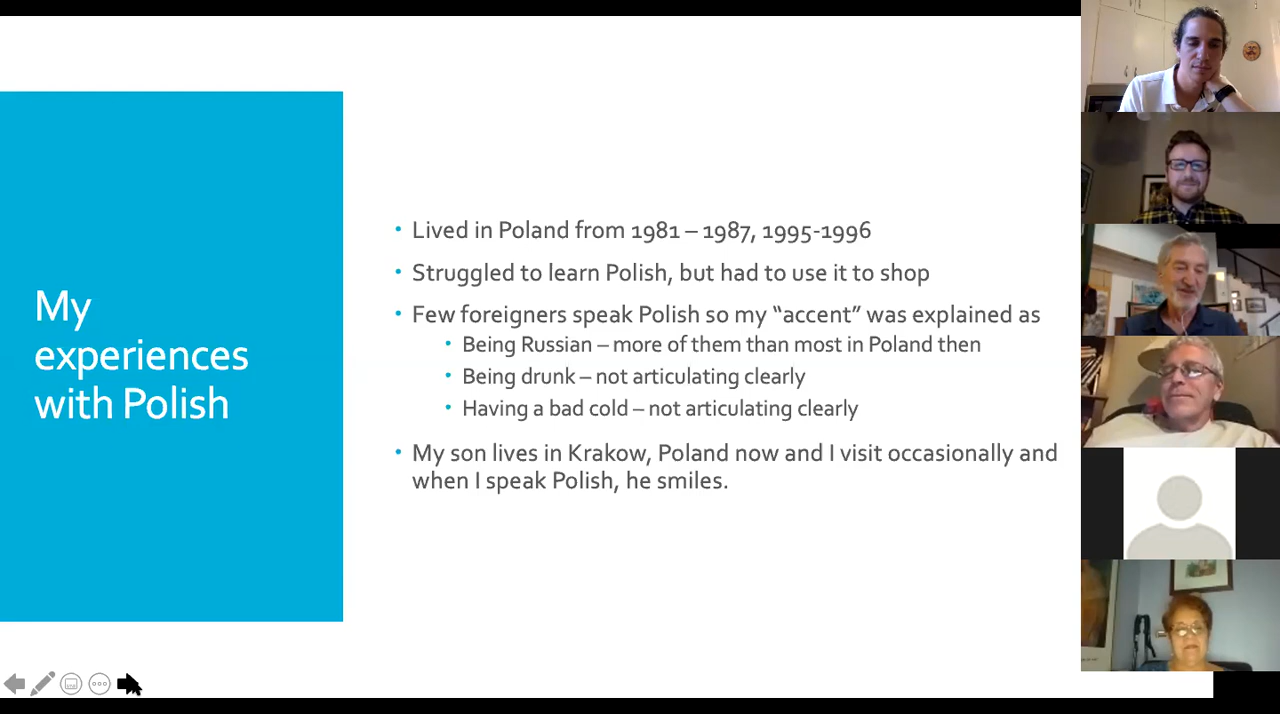 My
experiences
with Polish
Lived in Poland from 1981 – 1987, 1995-1996
Struggled to learn Polish, but had to use it to shop
Few foreigners speak Polish so my “accent” was explained as
Being Russian – more of them than most in Poland then
Being drunk – not articulating clearly
Having a bad cold – not articulating clearly
My son lives in Krakow, Poland now and I visit occasionally and
when I speak Polish, he smiles.